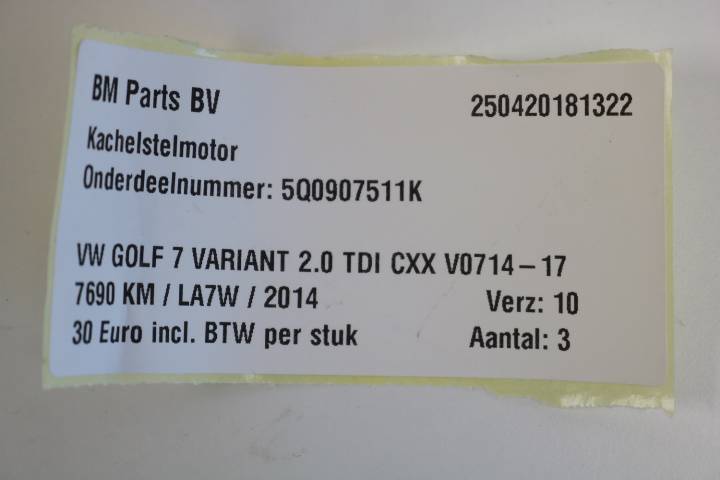 BM Parts BV 250420181322
Kachelstelmotor
Onderdeelnummer: 5Q0907511K
VW GOLF 7 VARIANT 2.0 TDI CXX V0714-17
7690 KM / LA7W / 2014 Verz: 10
30 Euro incl. BTW per stuk Aantal: 3